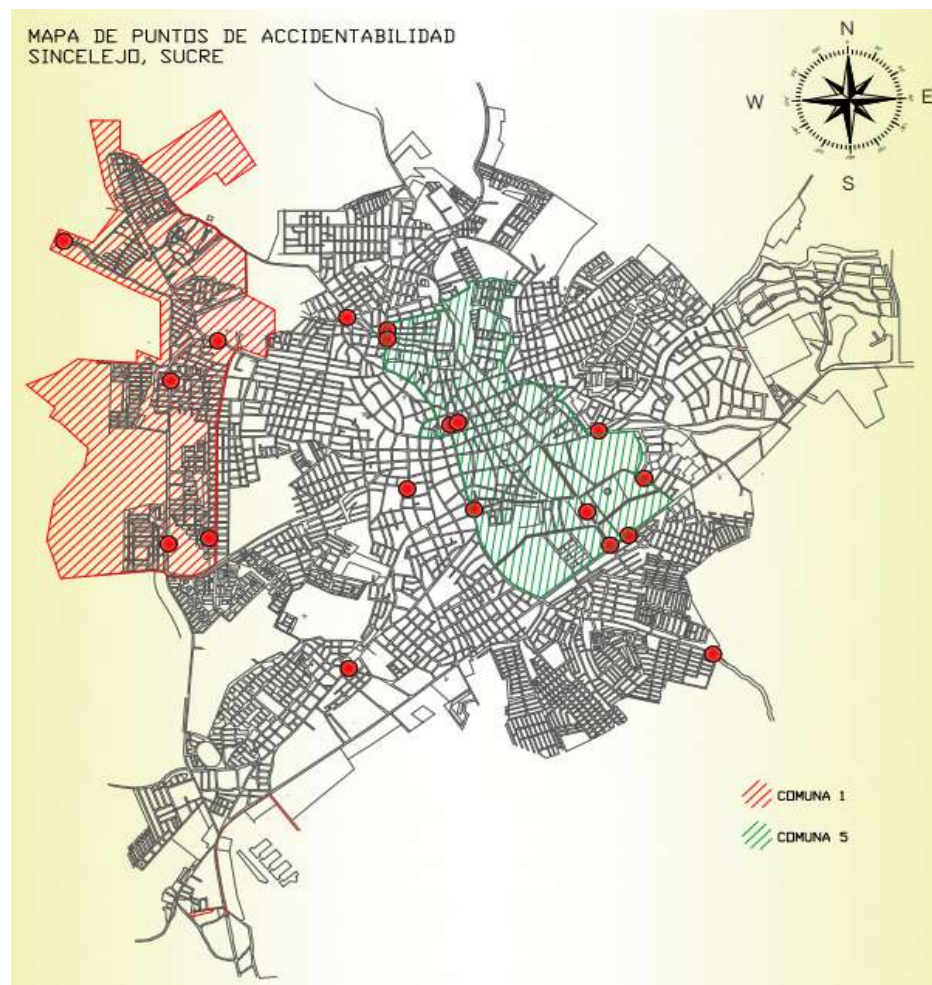 MAPA DE PUNTOS DE ACCIDENTABILIDAD
SINCELEJO, SUCRE
N
W
E
S
COMUNA 1
COMUNA 5